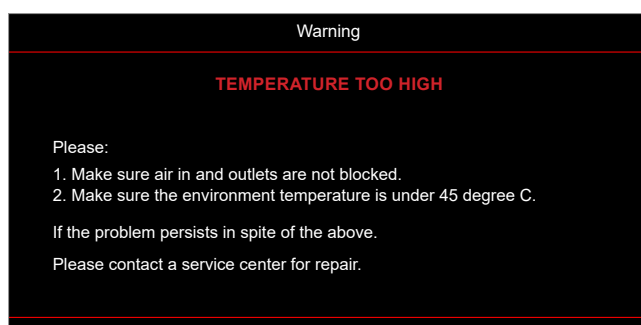 Warning
TEMPERATURE TOO HIGH
Please:
1. Make sure air in and outlets are not blocked.
2. Make sure the environment temperature is under 45 degree C.
If the problem persists in spite of the above.
Please contact a service center for repair.